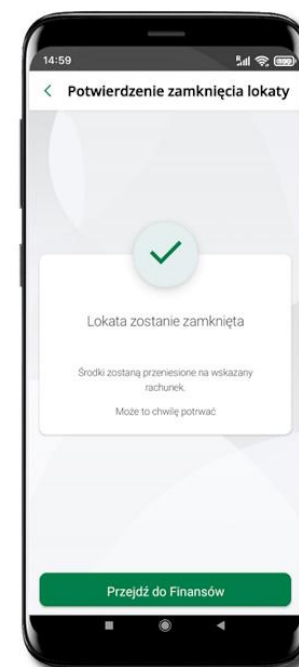 14:59
Potwierdzenie zamknięcia lokaty
Lokata zostanie zamknięta
Środki zostaną przeniesione na wskazany
rachunek.
Może to chwilę potrwać
Przejdź do Finansów